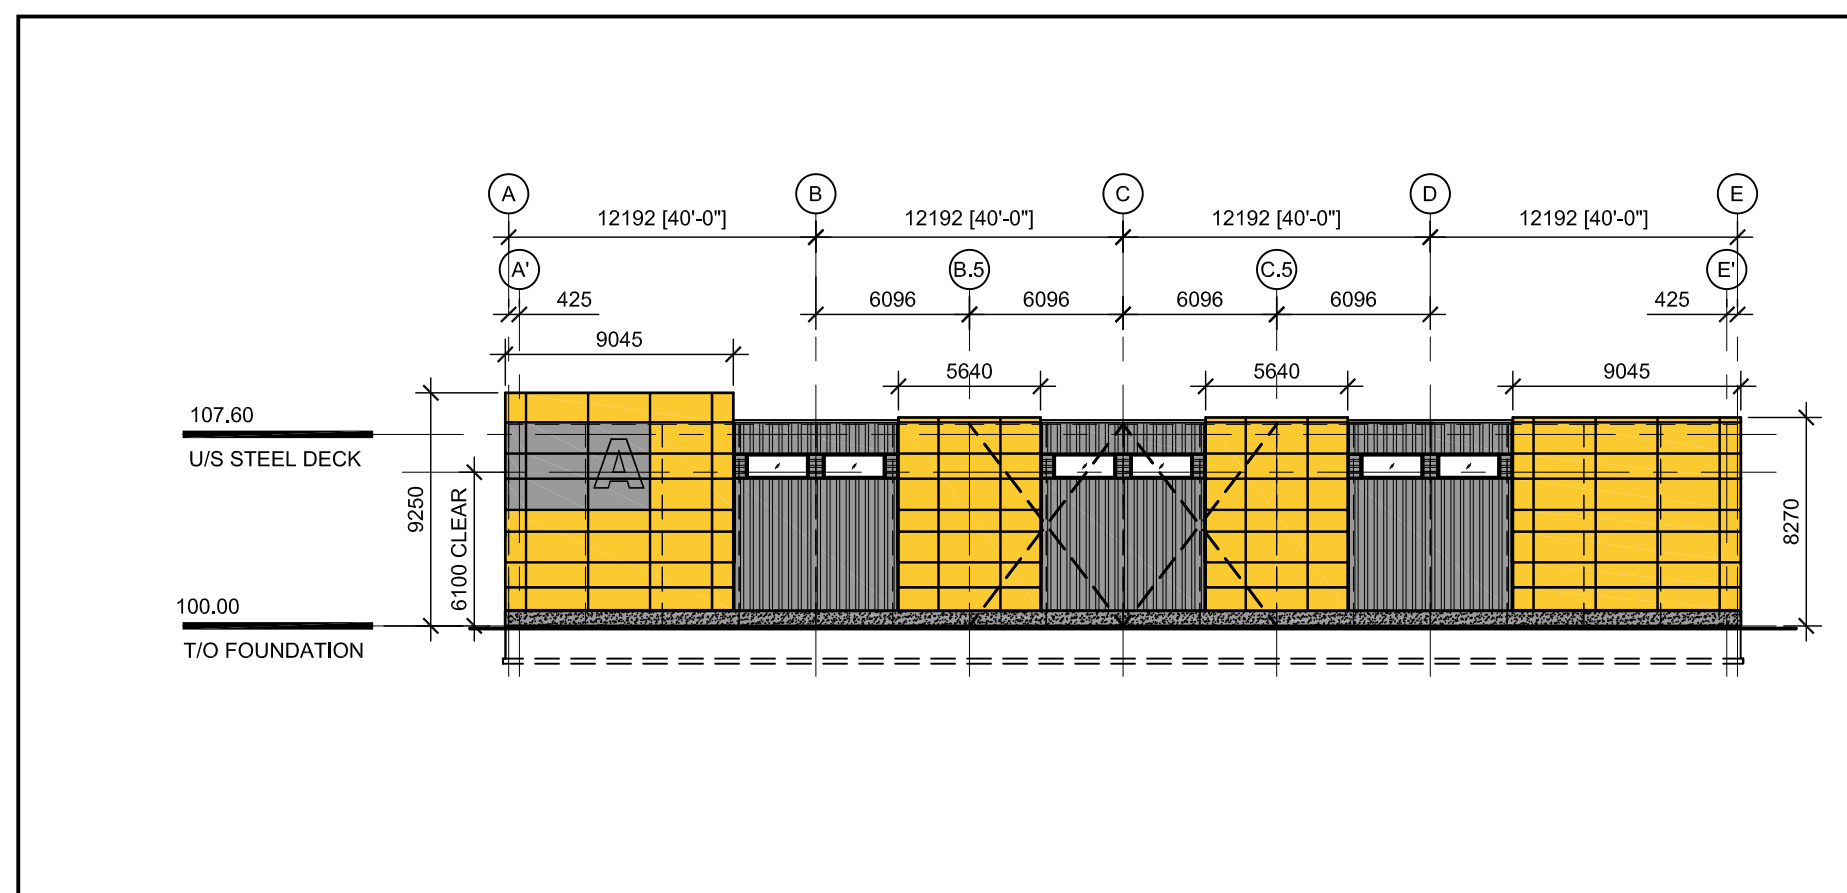 A
B
C
D
E
12192 [40'-0"]
12192 [40'-0"]
12192 [40'-0"]
12192 [40'-0"]
A'
B.5
C.5
E'
425
6096
6096
6096
6096
425
9045
5640
5640
9045
107.60
U/S STEEL DECK
A
9250
6100 CLEAR
8270
100.00
T/O FOUNDATION